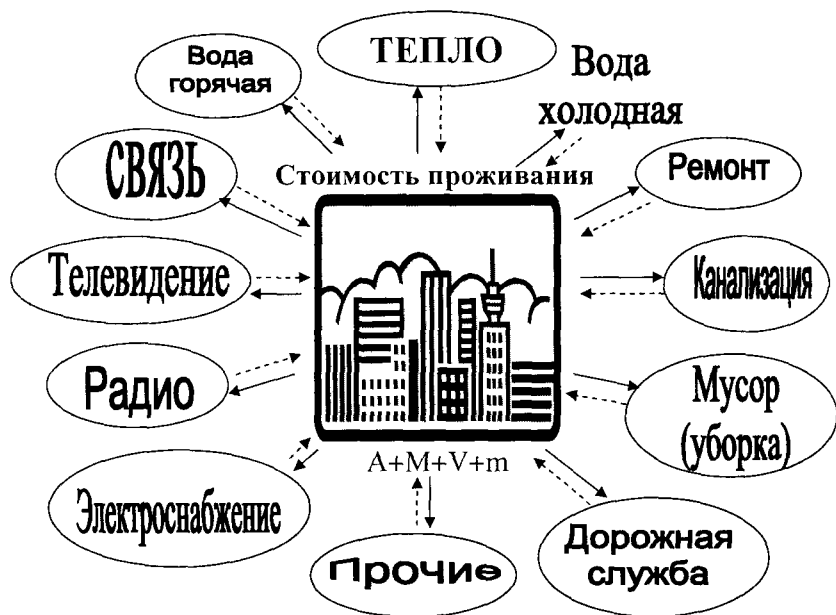 ТЕПЛО
Вода
горячая
Вода
холодная
СВЯЗЬ
Стоимость проживания
Ремонт
Телевидение
Канализация
Радио
Мусор
(уборка)
A+M+V+m
Электроснабжение
Дорожная
служба
Прочие